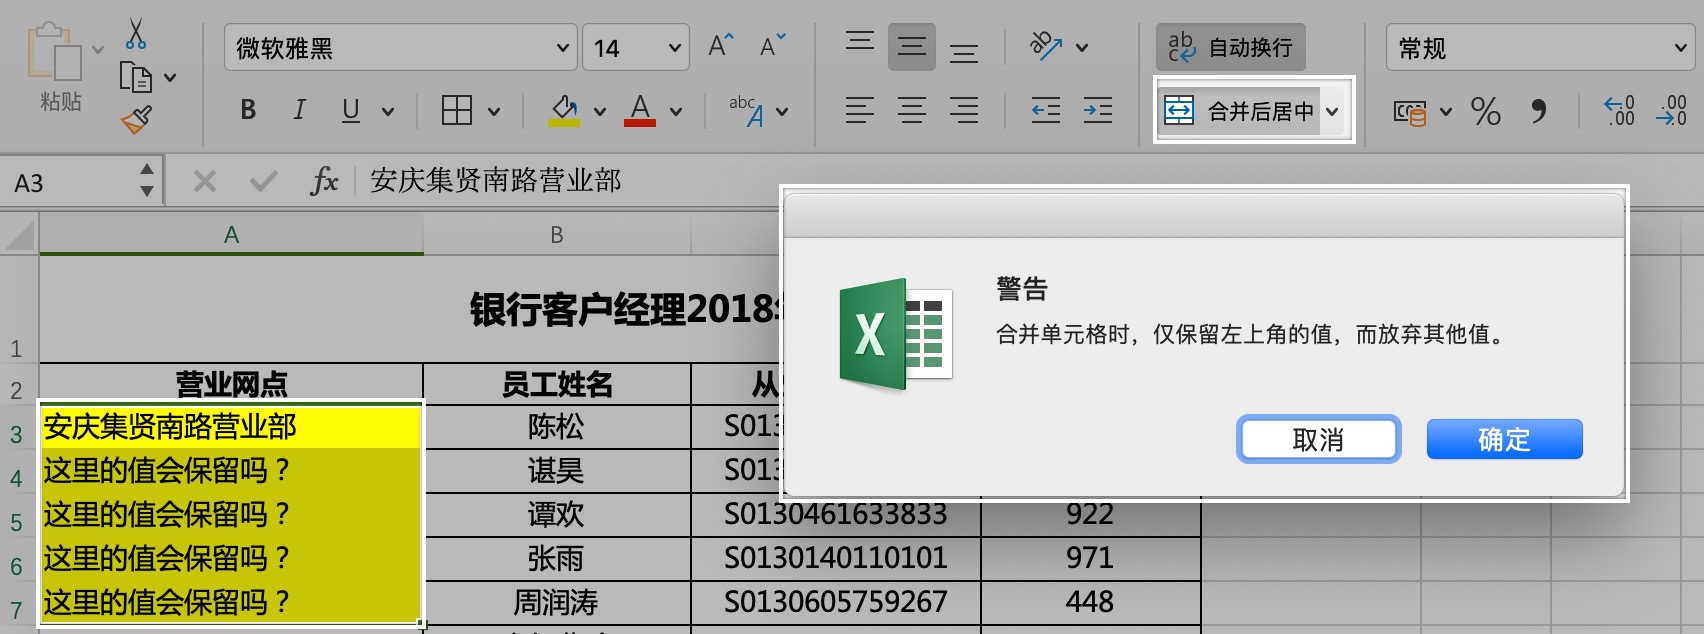 微软雅黑 14 A A 自动换行 常规
粘贴 B I U A abc A 合并后居中 % .0 .00 .00 .0
A3 fx 安庆集贤南路营业部
A B
1 银行客户经理2018
2 营业网点 员工姓名 从
3 安庆集贤南路营业部 陈松 S013
4 这里的值会保留吗？ 谌昊 S013
5 这里的值会保留吗？ 谭欢 S0130461633833 922
6 这里的值会保留吗？ 张雨 S0130140110101 971
7 这里的值会保留吗？ 周润涛 S0130605759267 448
警告
合并单元格时，仅保留左上角的值，而放弃其他值。
取消 确定